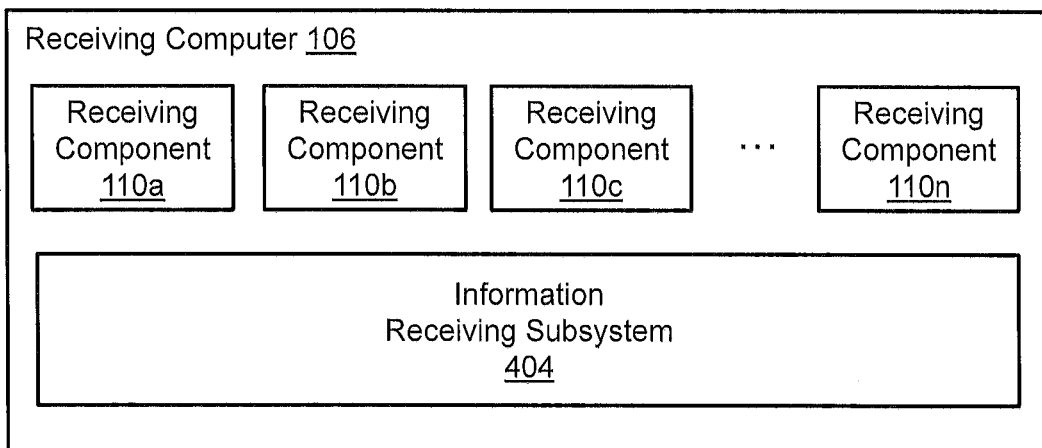 Receiving Computer 106
Receiving
Component
110a
Receiving
Component
110b
Receiving
Component
110c
...
Receiving
Component
110n
Information
Receiving Subsystem
404